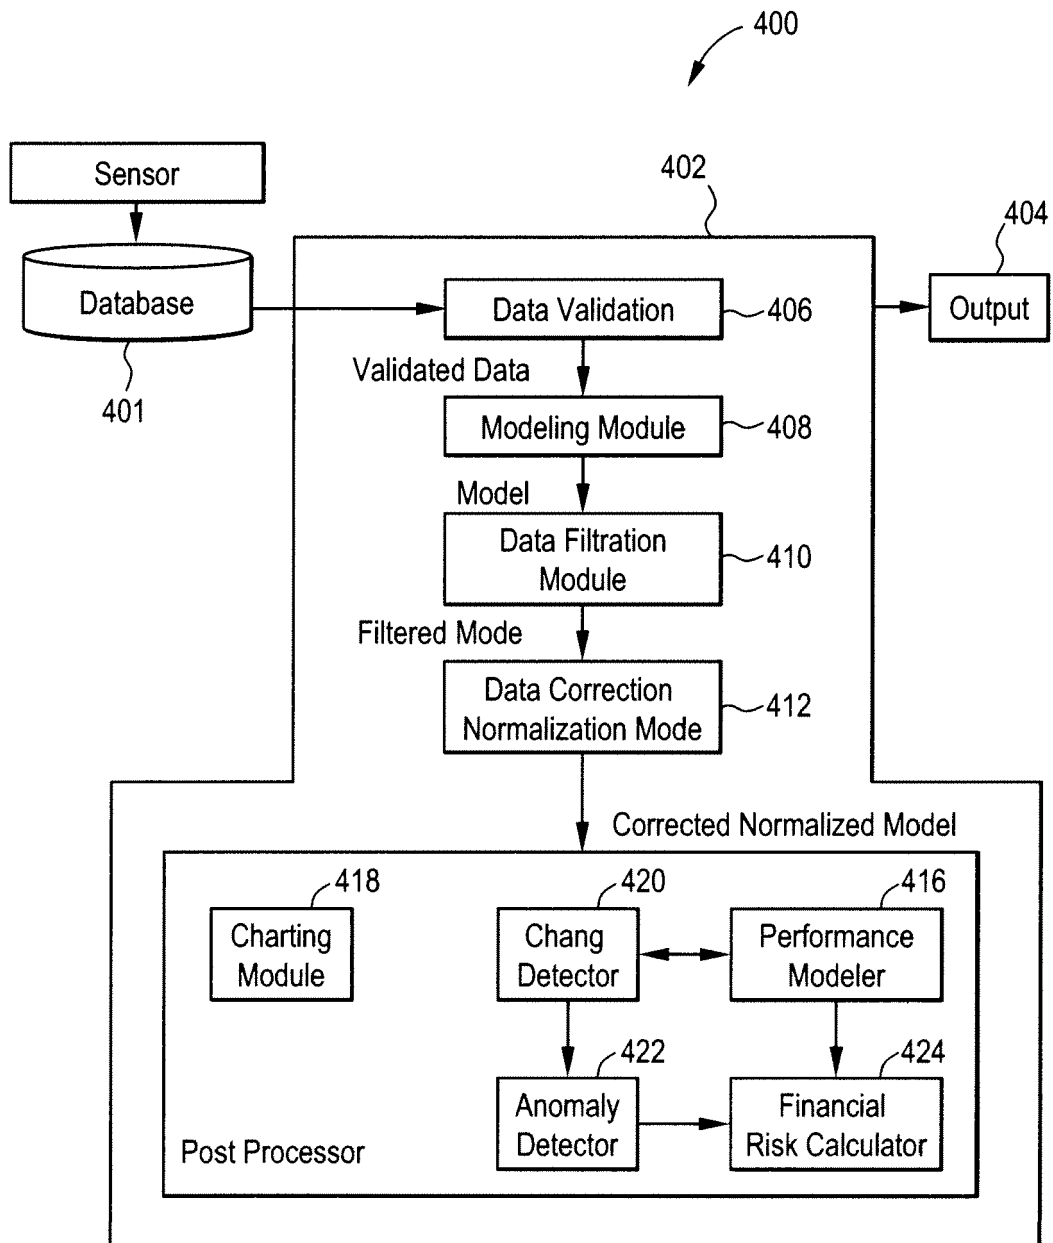 400
Sensor
402
404
Database
Data Validation
406
Output
Validated Data
401
Modeling Module
408
Model
Data Filtration
Module
410
Filtered Mode
Data Correction
Normalization Mode
412
Corrected Normalized Model
418
420
416
Charting
Module
Chang
Detector
Performance
Modeler
422
424
Anomaly
Detector
Financial
Risk Calculator
Post Processor